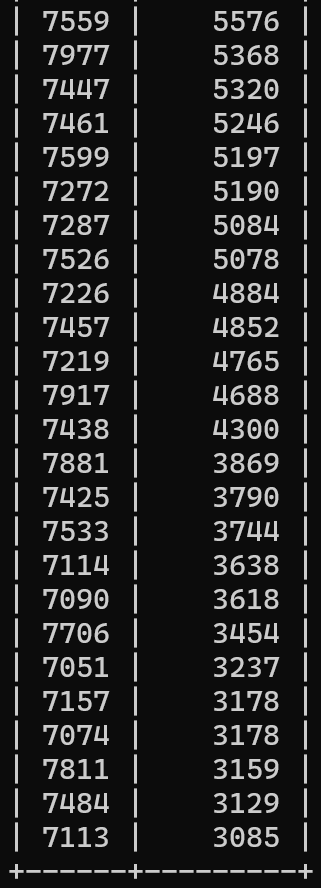 | 7559 | 5576 |
| 7977 | 5368 |
| 7447 | 5320 |
| 7461 | 5246 |
| 7599 | 5197 |
| 7272 | 5190 |
| 7287 | 5084 |
| 7526 | 5078 |
| 7226 | 4884 |
| 7457 | 4852 |
| 7219 | 4765 |
| 7917 | 4688 |
| 7438 | 4300 |
| 7881 | 3869 |
| 7425 | 3790 |
| 7533 | 3744 |
| 7114 | 3638 |
| 7090 | 3618 |
| 7706 | 3454 |
| 7051 | 3237 |
| 7157 | 3178 |
| 7074 | 3178 |
| 7811 | 3159 |
| 7484 | 3129 |
| 7113 | 3085 |
+-------+----------+